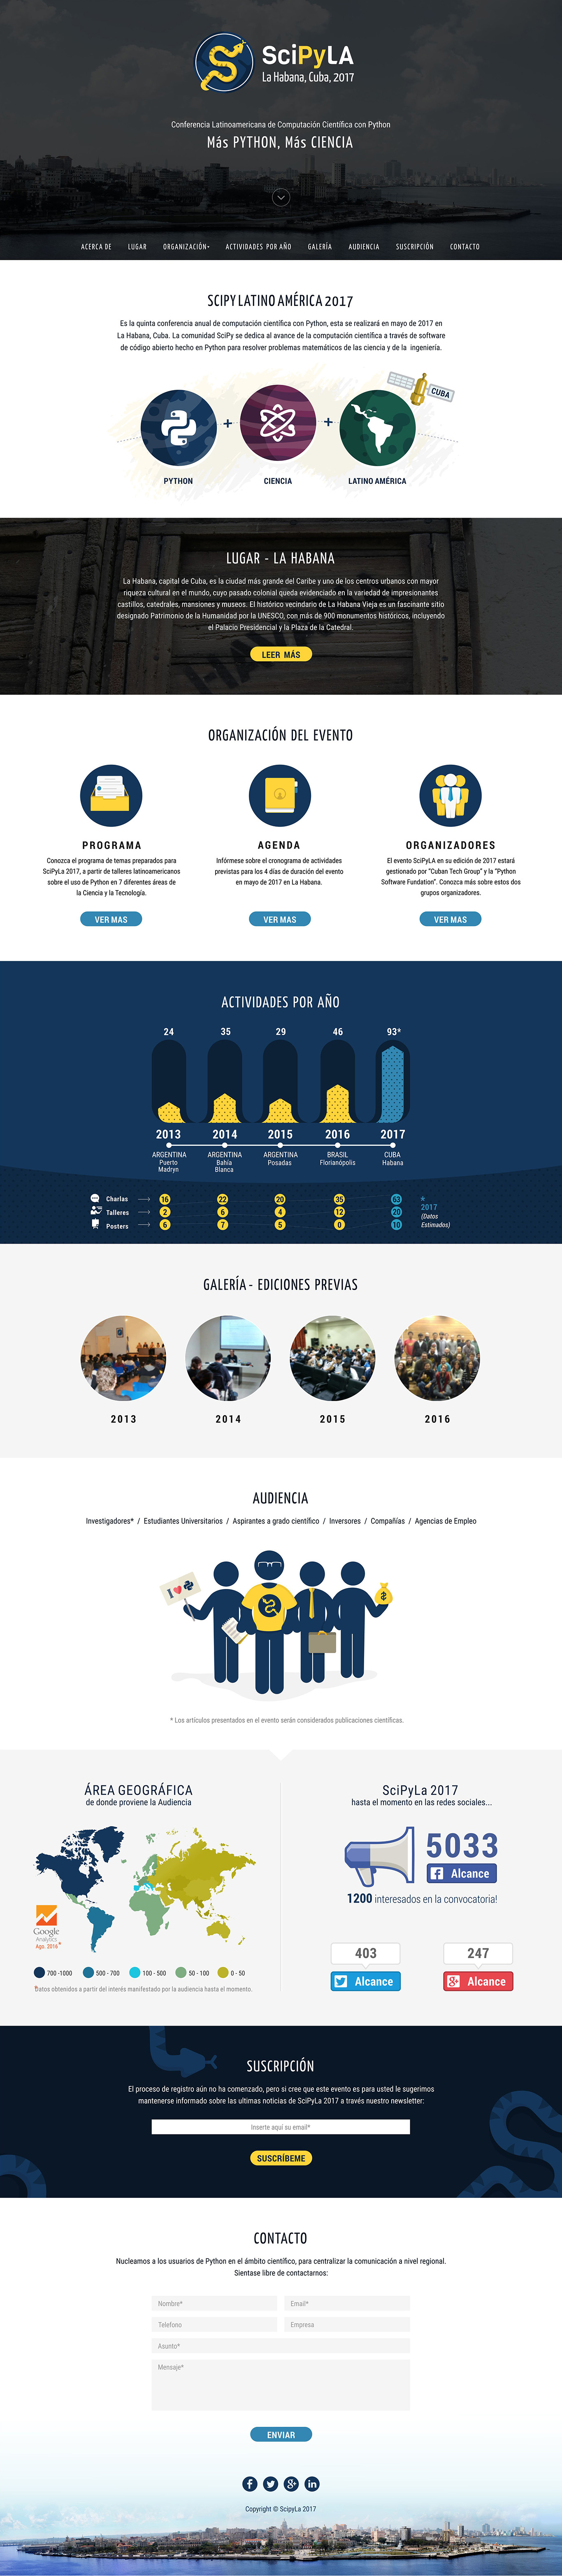 SciPyLA
La Habana, Cuba, 2017
Conferencia Latinoamericana de Computación Científica con Python
Más PYTHON, Más CIENCIA
ACERCA DE LUGAR ORGANIZACIÓN ACTIVIDADES POR AÑO GALERÍA AUDIENCIA SUSCRIPCIÓN CONTACTO
SCIPY LATINO AMÉRICA 2017
Es la quinta conferencia anual de computación científica con Python, esta se realizará en mayo de 2017 en
La Habana, Cuba. La comunidad SciPy se dedica al avance de la computación científica a través de software
de código abierto hecho en Python para resolver problemas matemáticos de las ciencia y de la ingeniería.
CUBA
+ +
PYTHON CIENCIA LATINO AMÉRICA
LUGAR - LA HABANA
La Habana, capital de Cuba, es la ciudad más grande del Caribe y uno de los centros urbanos con mayor
riqueza cultural en el mundo, cuyo pasado colonial queda evidenciado en la variedad de impresionantes
castillos, catedrales, mansiones y museos. El histórico vecindario de La Habana Vieja es un fascinante sitio
designado Patrimonio de la Humanidad por la UNESCO, con más de 900 monumentos históricos, incluyendo
el Palacio Presidencial y la Plaza de la Catedral.
LEER MÁS
ORGANIZACIÓN DEL EVENTO
PROGRAMA
Conozca el programa de temas preparados para
SciPyLA 2017, a partir de talleres latinoamericanos
sobre el uso de Python en 7 diferentes áreas de
la Ciencia y la Tecnología.
VER MAS
AGENDA
Infórmese sobre el cronograma de actividades
previstas para los 4 días de duración del evento
en mayo de 2017 en La Habana.
VER MAS
ORGANIZADORES
El evento SciPyLA en su edición de 2017 estará
gestionado por "Cuban Tech Group" y la "Python
Software Fundation". Conozca más sobre estos dos
grupos organizadores.
VER MAS
ACTIVIDADES POR AÑO
24 35 29 46 93*
2013 2014 2015 2016 2017
ARGENTINA ARGENTINA ARGENTINA BRASIL CUBA
Puerto Bahía Posadas Florianópolis Habana
Madryn Blanca
Charlas 16 22 20 35 63
Talleres 2 6 4 12 20
Posters 6 7 5 0 10
*
2017
(Datos
Estimados)
GALERÍA - EDICIONES PREVIAS
2013 2014 2015 2016
AUDIENCIA
Investigadores* / Estudiantes Universitarios / Aspirantes a grado científico / Inversores / Compañías / Agencias de Empleo
I
$
* Los artículos presentados en el evento serán considerados publicaciones científicas.
ÁREA GEOGRÁFICA
de donde proviene la Audiencia
Google
Analytics
Ago. 2016*
700 -1000 500 - 700 100 - 500 50 - 100 0 - 50
*Datos obtenidos a partir del interés manifestado por la audiencia hasta el momento.
SciPyLa 2017
hasta el momento en las redes sociales...
5033
f Alcance
1200 interesados en la convocatoria!
403 247
Alcance g+ Alcance
SUSCRIPCIÓN
El proceso de registro aún no ha comenzado, pero si cree que este evento es para usted le sugerimos
mantenerse informado sobre las ultimas noticias de SciPyLa 2017 a través nuestro newsletter:
Inserte aquí su email*
SUSCRÍBEME
CONTACTO
Nucleamos a los usuarios de Python en el ámbito científico, para centralizar la comunicación a nivel regional.
Sientase libre de contactarnos:
Nombre* Email*
Telefono Empresa
Asunto*
Mensaje*
ENVIAR
f g+ in
Copyright © ScipyLA 2017